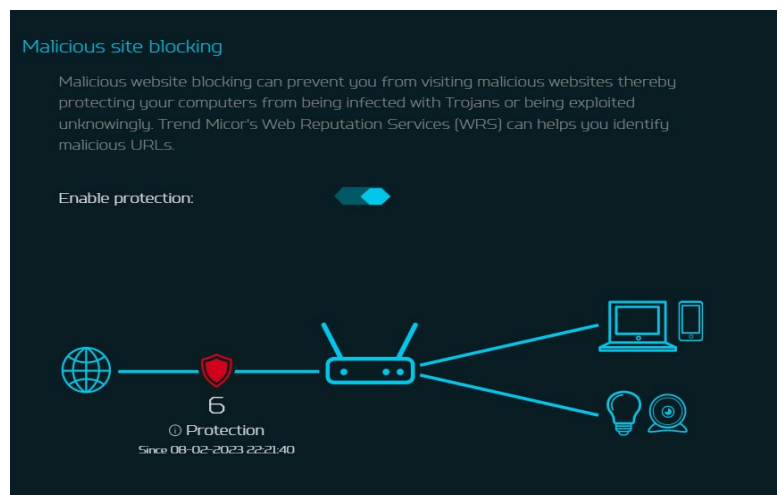 Malicious site blocking
Malicious website blocking can prevent you from visiting malicious websites thereby
protecting your computers from being infected with Trojans or being exploited
unknowingly. Trend Micor's Web Reputation Services (WRS) can helps you identify
malicious URLs.
Enable protection:
6
Protection
Since 08-02-2023 22:21:40